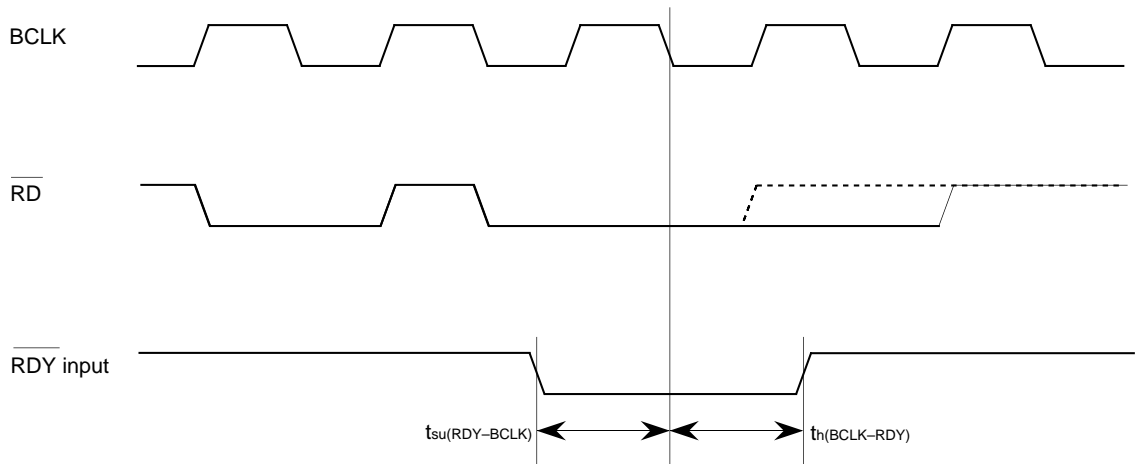 BCLK
RD
RDY input
tsu(RDY–BCLK)
th(BCLK–RDY)